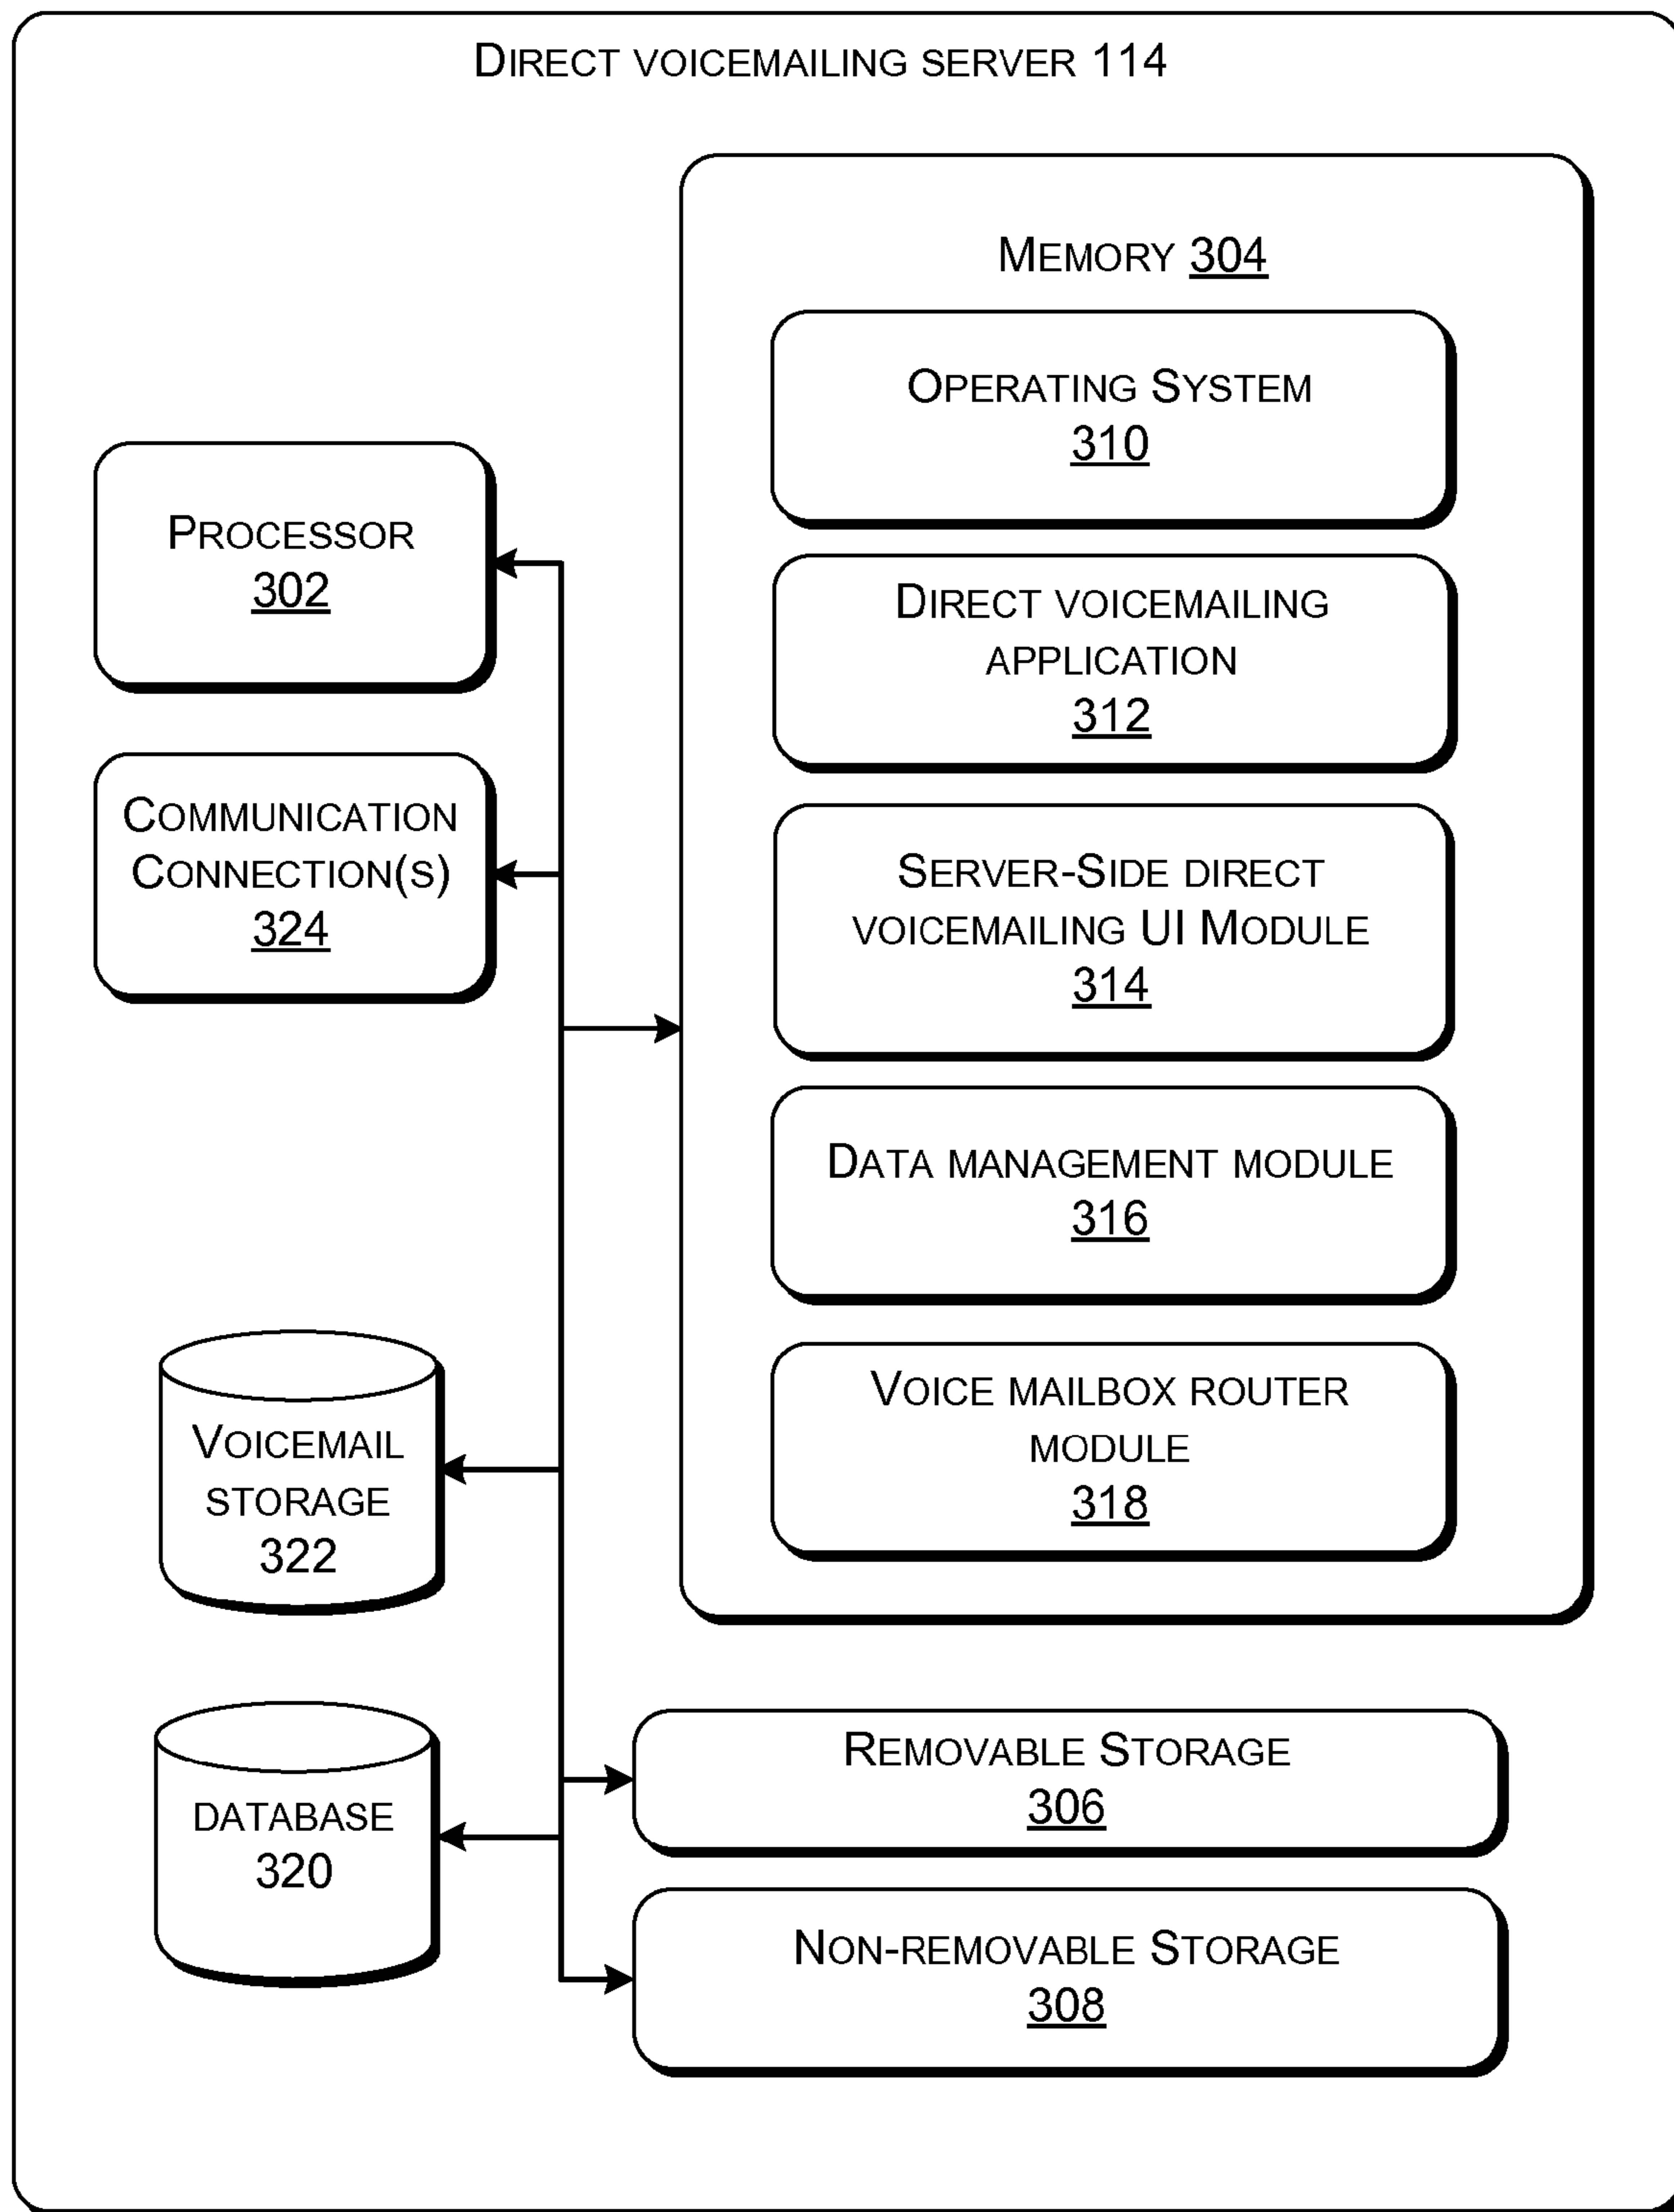 DIRECT VOICEMAILING SERVER 114
MEMORY 304
OPERATING SYSTEM
310
DIRECT VOICEMAILING
APPLICATION
312
SERVER-SIDE DIRECT
VOICEMAILING UI MODULE
314
DATA MANAGEMENT MODULE
316
VOICE MAILBOX ROUTER
MODULE
318
PROCESSOR
302
COMMUNICATION
CONNECTION(S)
324
VOICEMAIL
STORAGE
322
DATABASE
320
REMOVABLE STORAGE
306
NON-REMOVABLE STORAGE
308